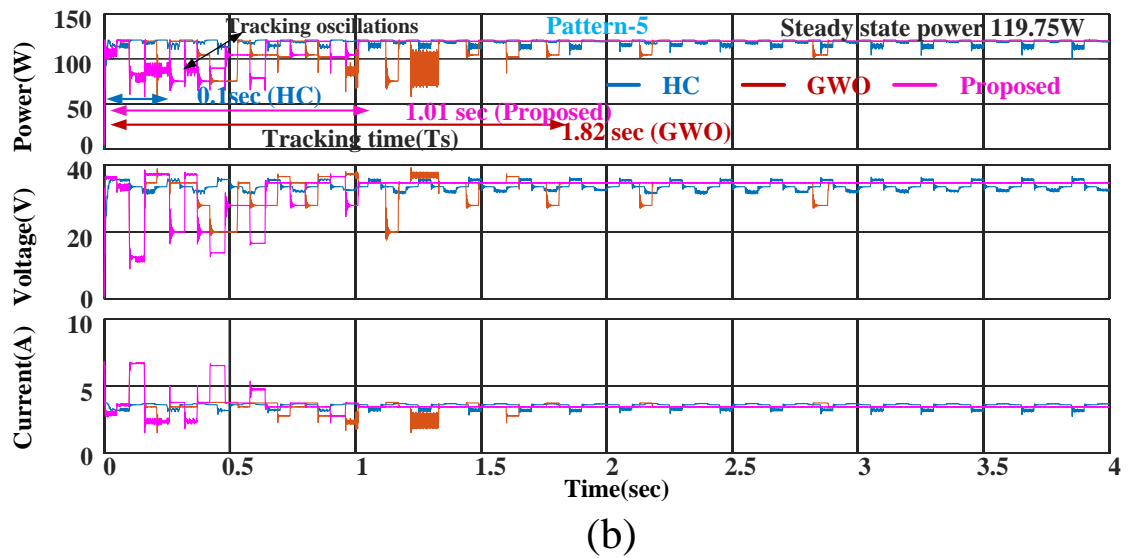 150
Tracking oscillations
Pattern-5
Steady state power 119.75W
Power(W)
100
HC
GWO
Proposed
0.1sec (HC)
50
1.01 sec (Proposed)
1.82 sec (GWO)
Tracking time(Ts)
0
40
Voltage(V)
20
0
10
Current(A)
5
0
0
0.5
1
1.5
2
2.5
3
3.5
4
Time(sec)
(b)